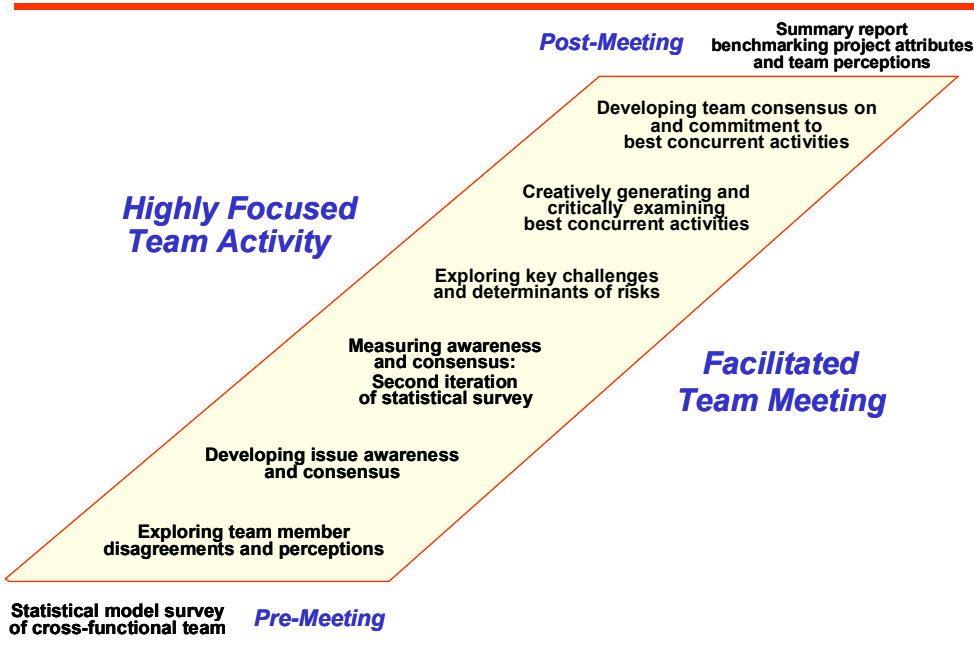 Post-Meeting
Summary report
benchmarking project attributes
and team perceptions
Developing team consensus on
and commitment to
best concurrent activities
Highly Focused
Team Activity
Creatively generating and
critically examining
best concurrent activities
Exploring key challenges
and determinants of risks
Measuring awareness
and consensus:
Second iteration
of statistical survey
Facilitated
Team Meeting
Developing issue awareness
and consensus
Exploring team member
disagreements and perceptions
Statistical model survey
of cross-functional team
Pre-Meeting